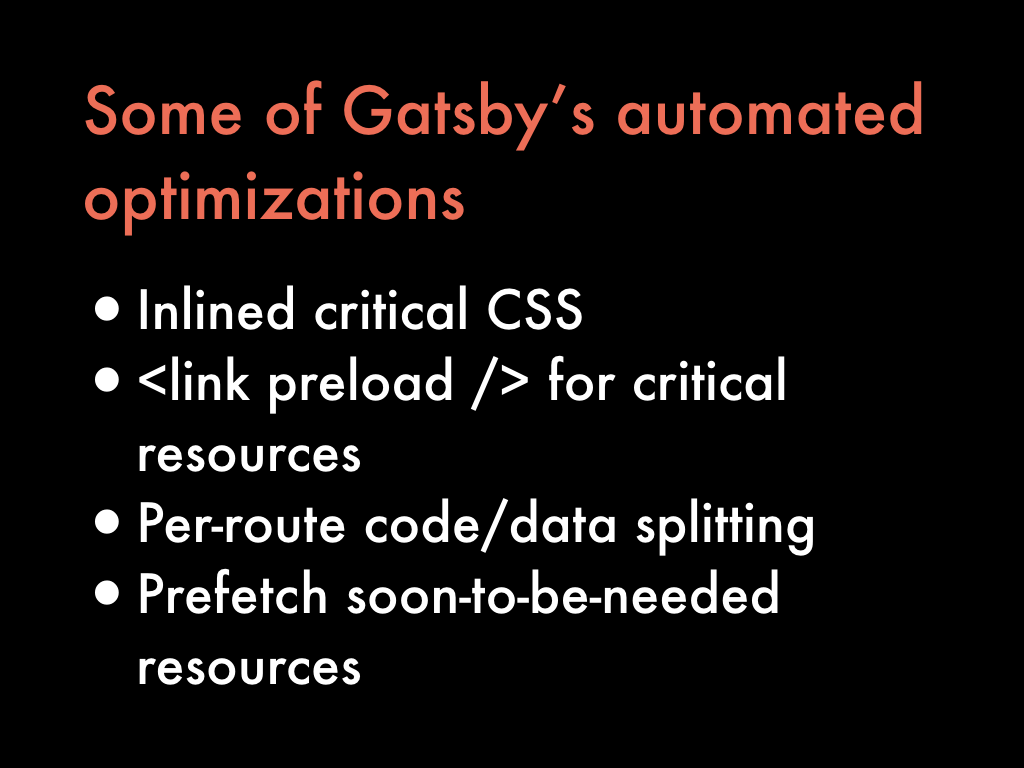 Some of Gatsby’s automated
optimizations
• Inlined critical CSS
• <link preload /> for critical
resources
• Per-route code/data splitting
• Prefetch soon-to-be-needed
resources